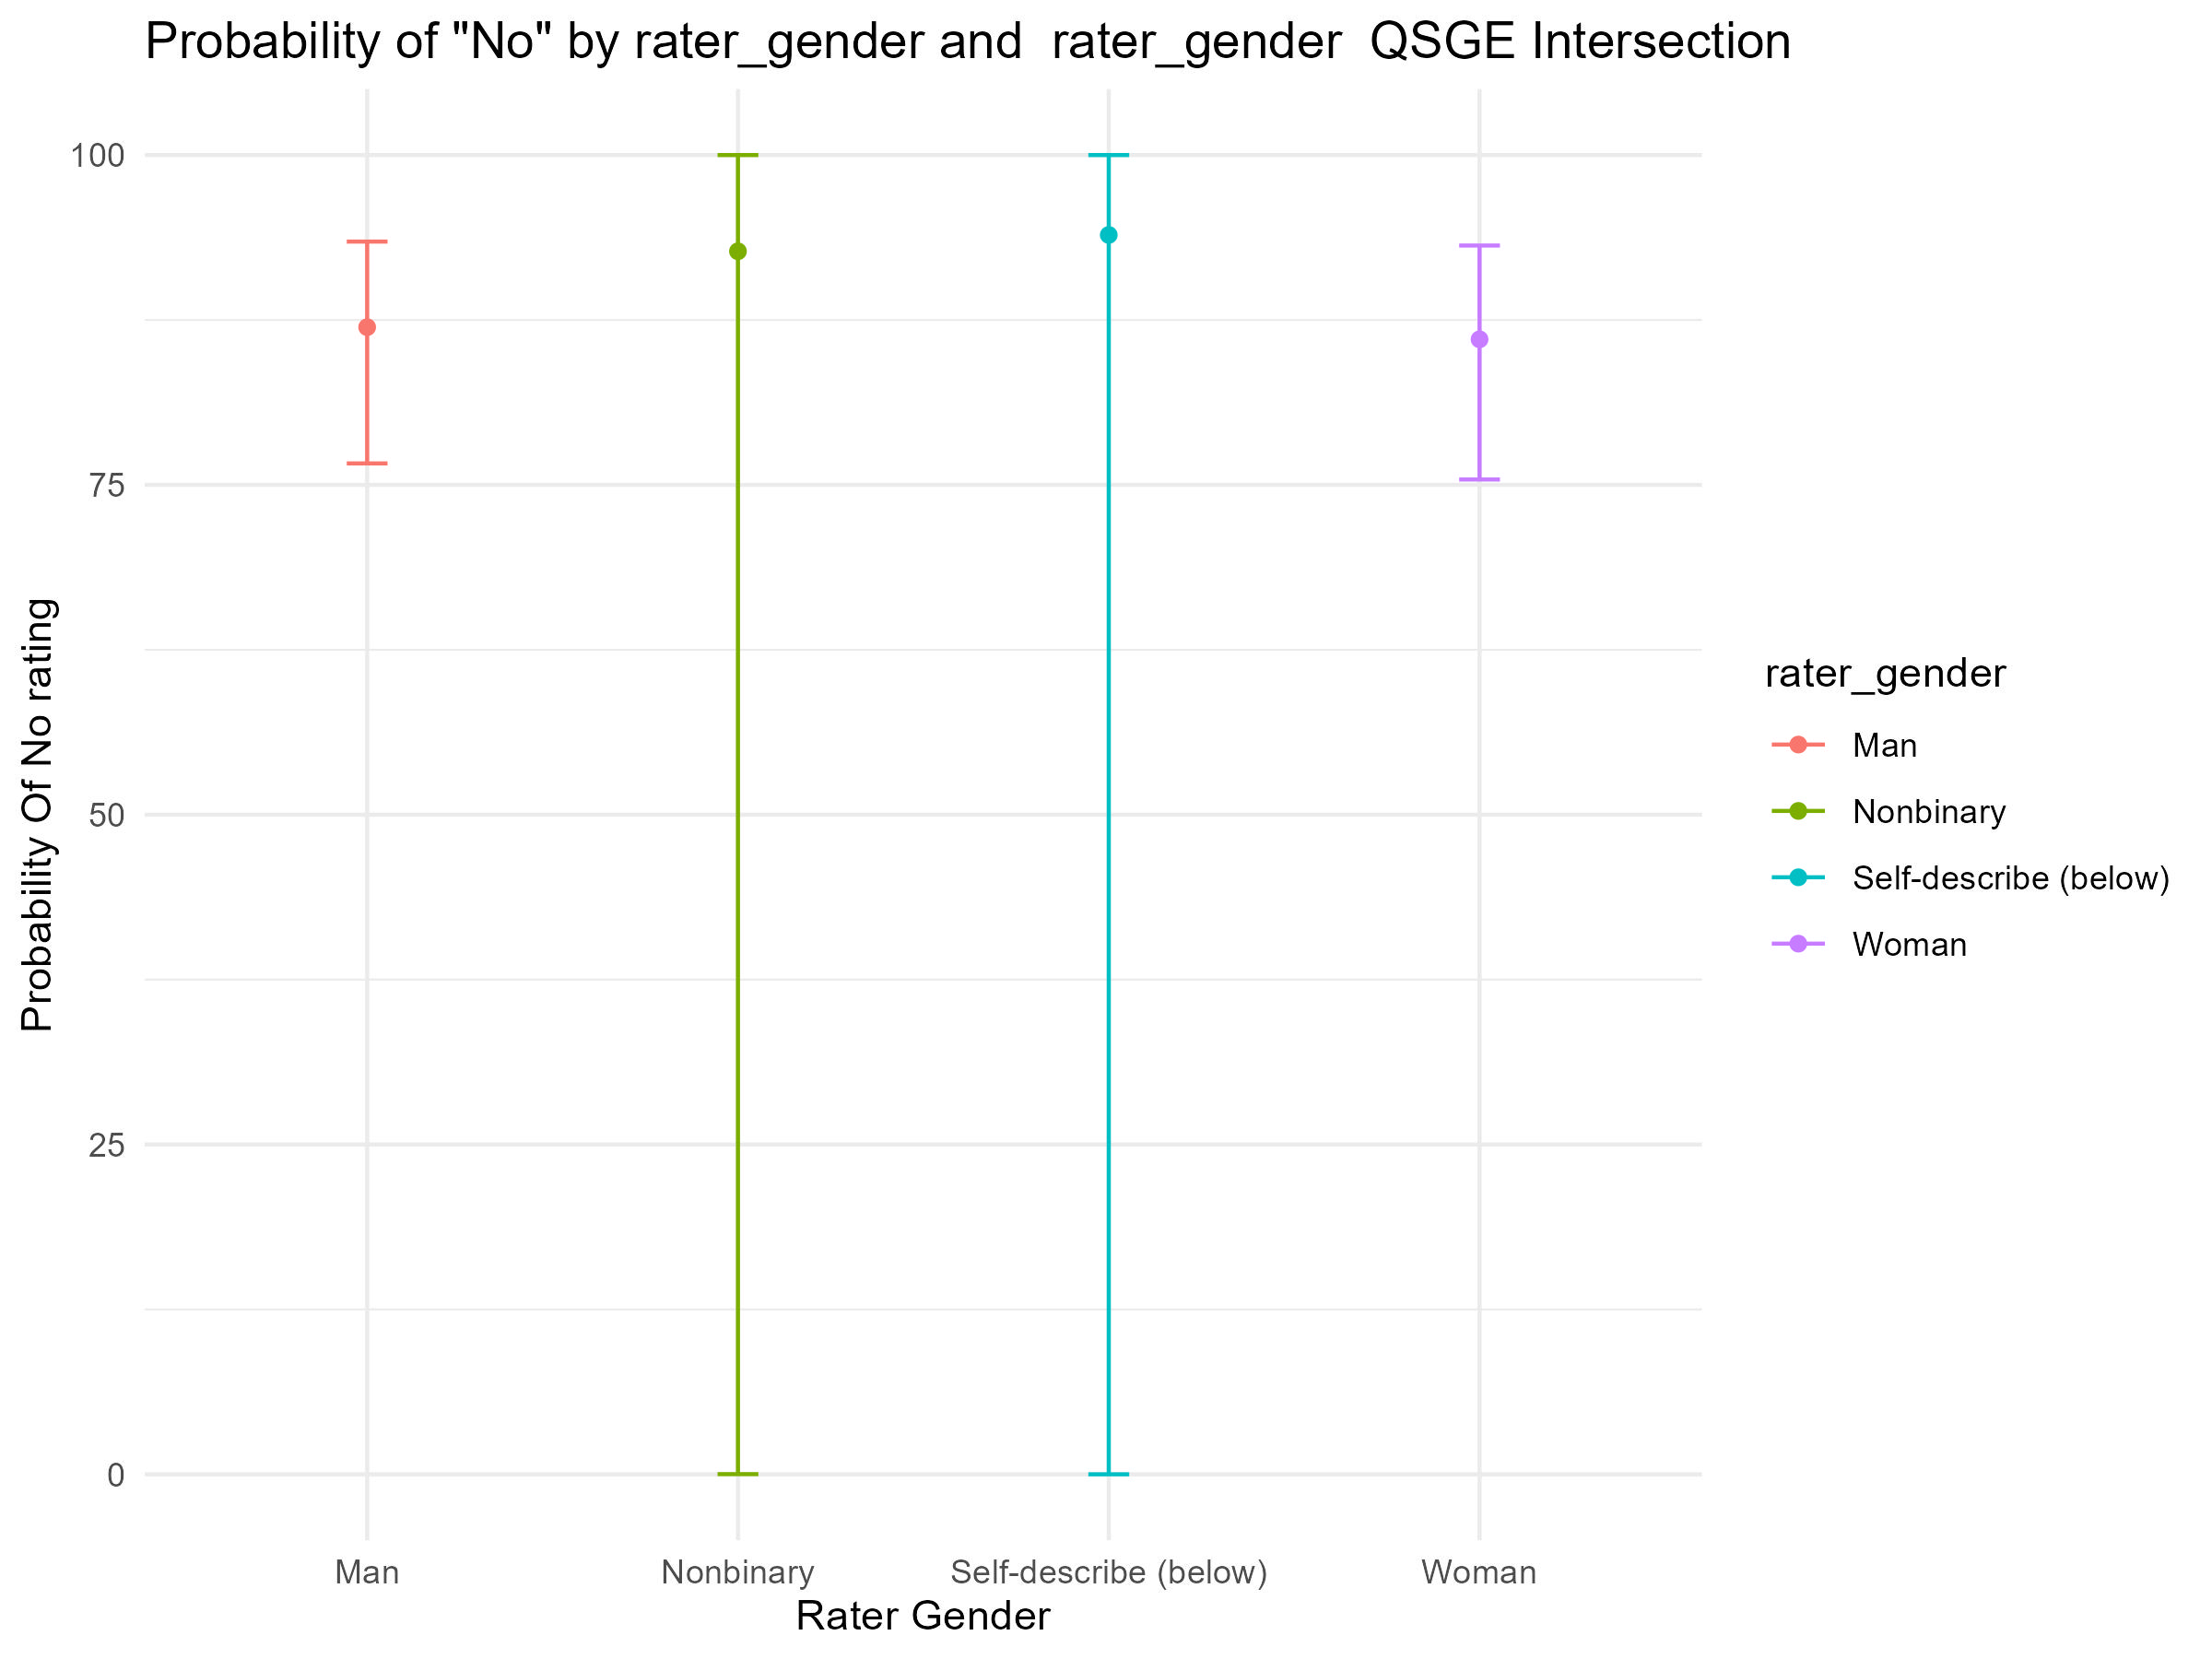 Probability of "No" by rater_gender and  rater_gender  QSGE Intersection
Probability Of No rating
100
75
50
25
0
Man
Nonbinary
Self-describe (below)
Woman
Rater Gender
rater_gender
Man
Nonbinary
Self-describe (below)
Woman